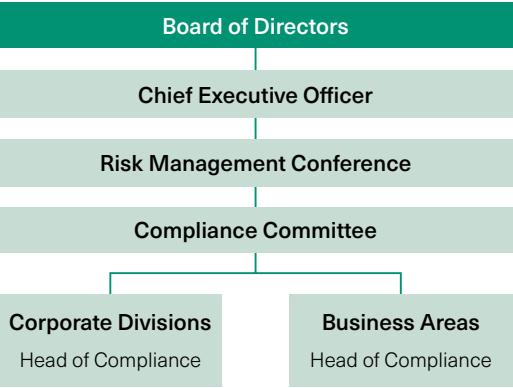 Board of Directors
Chief Executive Officer
Risk Management Conference
Compliance Committee
Corporate Divisions
Head of Compliance
Business Areas
Head of Compliance